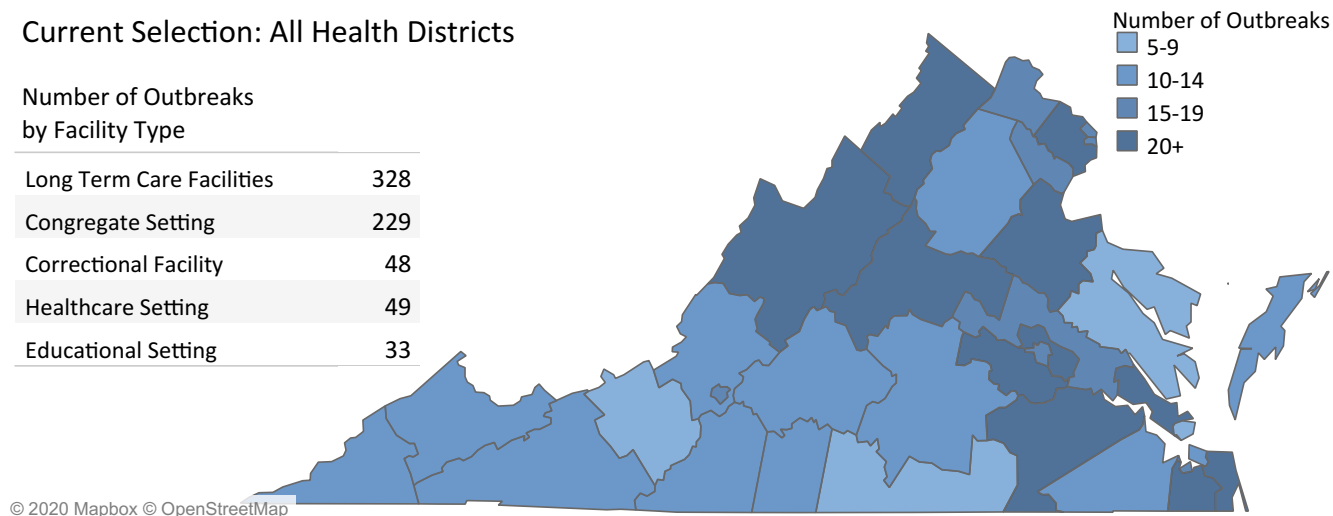 Current Selection: All Health Districts
Number of Outbreaks
by Facility Type
Long Term Care Facilities 328
Congregate Setting 229
Correctional Facility 48
Healthcare Setting 49
Educational Setting 33
Number of Outbreaks
5-9
10-14
15-19
20+
© 2020 Mapbox © OpenStreetMap